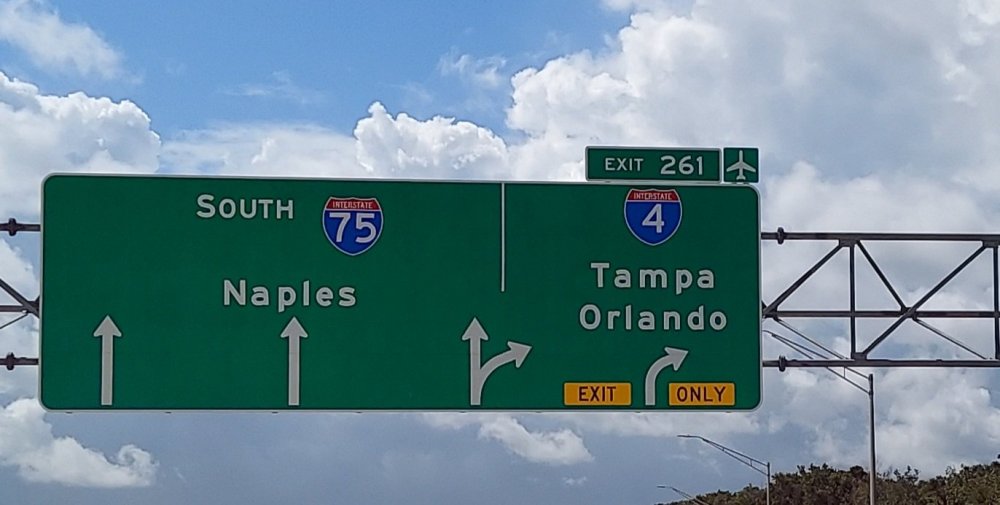 EXIT 261
SOUTH
INTERSTATE
75
Naples
INTERSTATE
4
Tampa
Orlando
EXIT ONLY